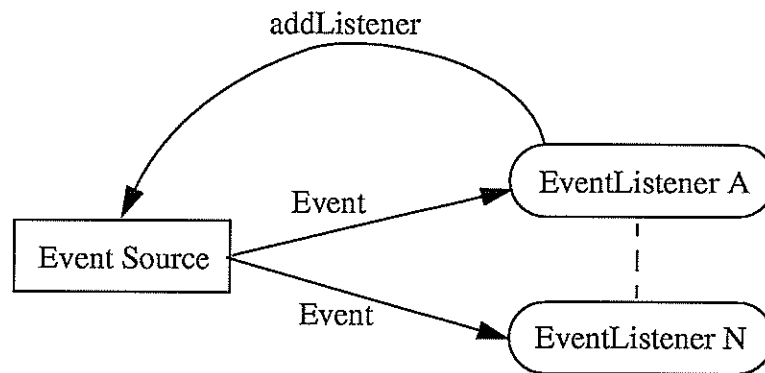 addListener
EventListener A
Event
Event Source
Event
EventListener N